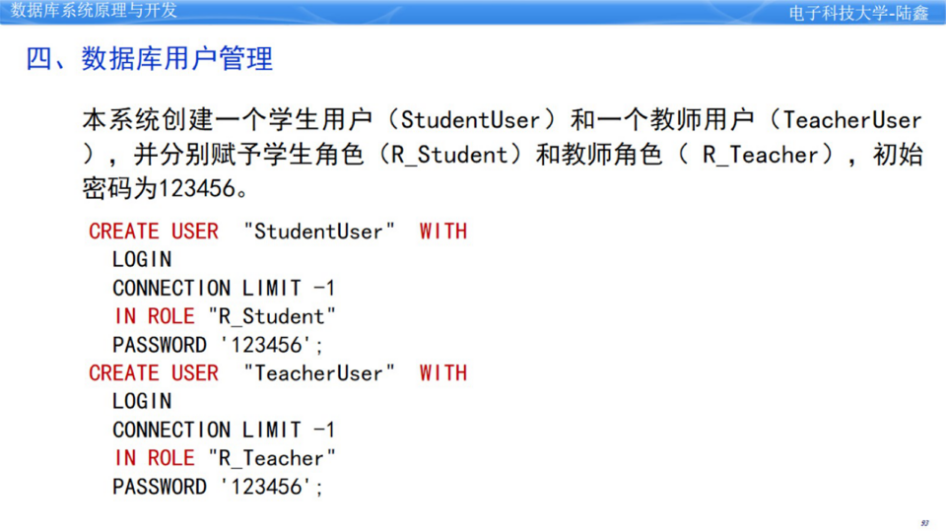 数据库系统原理与开发
电子科技大学-陆鑫
四、数据库用户管理
本系统创建一个学生用户（StudentUser）和一个教师用户（TeacherUser
），并分别赋予学生角色（R_Student）和教师角色（ R_Teacher），初始
密码为123456。
CREATE USER "StudentUser" WITH
LOGIN
CONNECTION LIMIT -1
IN ROLE "R_Student"
PASSWORD '123456';
CREATE USER "TeacherUser" WITH
LOGIN
CONNECTION LIMIT -1
IN ROLE "R_Teacher"
PASSWORD '123456';